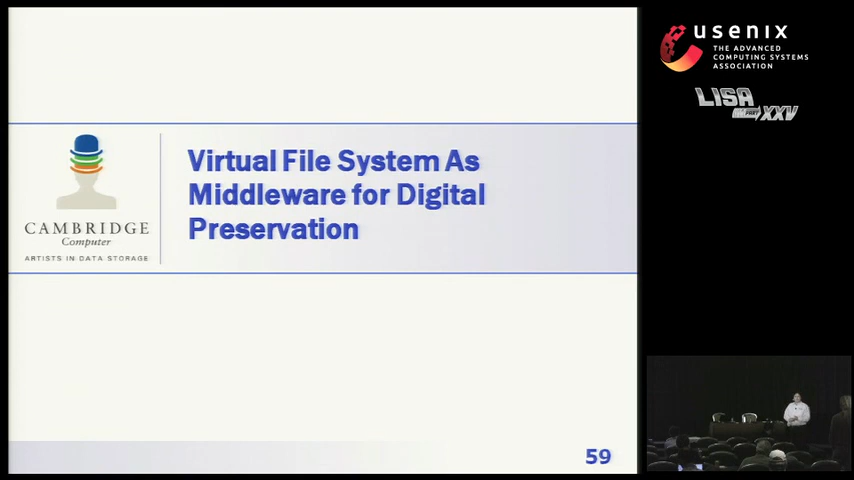 Virtual File System As
Middleware for Digital
Preservation
CAMBRIDGE
Computer
ARTISTS IN DATA STORAGE
59
usenix
THE ADVANCED
COMPUTING SYSTEMS
ASSOCIATION
LISA
PART XXV